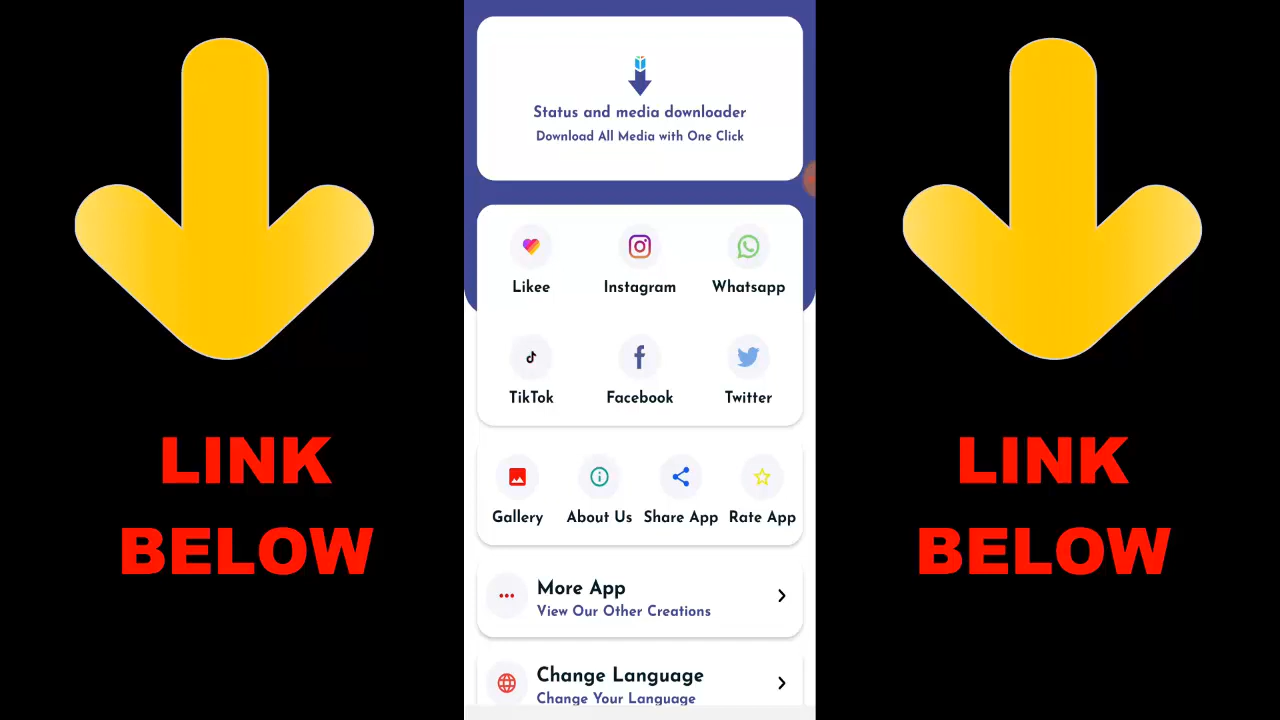 LINK
BELOW
Status and media downloader
Download All Media with One Click
Likee
Instagram
Whatsapp
TikTok
Facebook
Twitter
Gallery
About Us
Share App
Rate App
More App
View Our Other Creations
Change Language
Change Your Language
LINK
BELOW